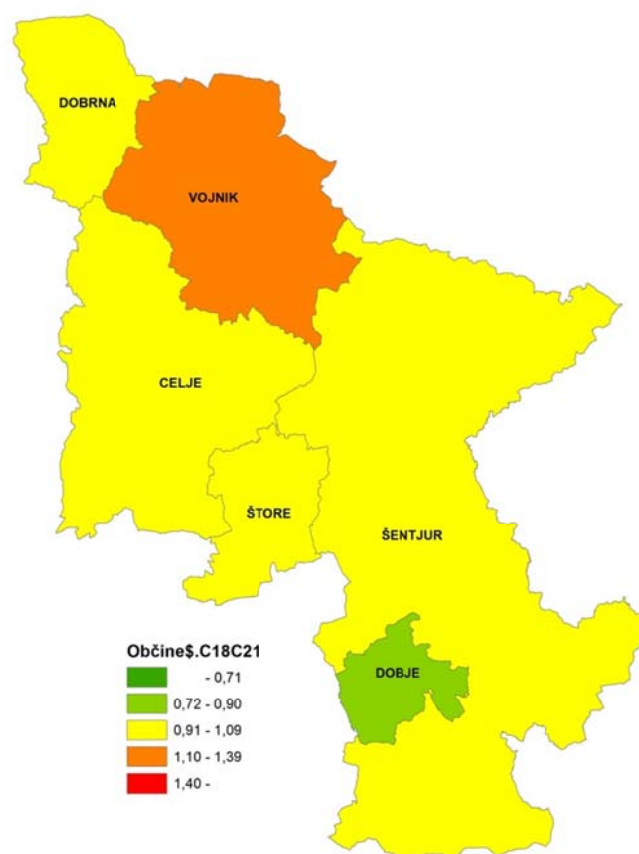 DOBRNA
VOJNIK
CELJE
ŠTORE
ŠENTJUR
DOBJE
Občine$.C18C21
- 0,71
0,72 - 0,90
0,91 - 1,09
1,10 - 1,39
1,40 -